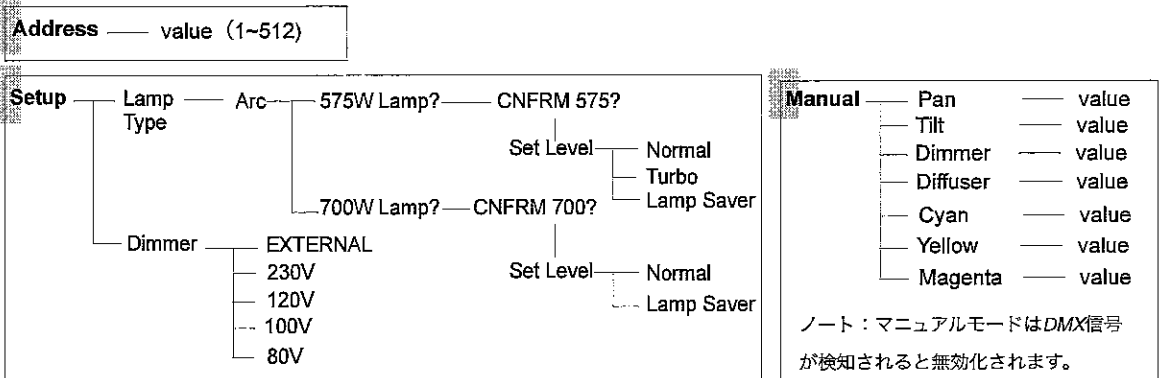 Address value (1~512)
Setup Lamp Type Arc 575W Lamp? CNFRM 575?
Set Level Normal
Turbo
Lamp Saver
700W Lamp? CNFRM 700?
Set Level Normal
Lamp Saver
Dimmer EXTERNAL
230V
120V
100V
80V
Manual Pan value
Tilt value
Dimmer value
Diffuser value
Cyan value
Yellow value
Magenta value
ノート：マニュアルモードはDMX信号
が検知されると無効化されます。